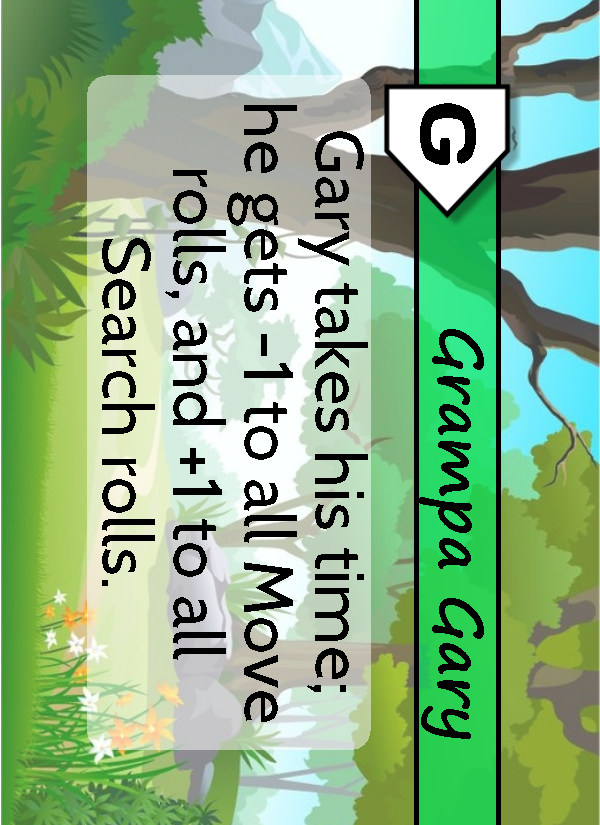 G
Grampa Gary
Gary takes his time;
he gets -1 to all Move
rolls, and +1 to all
Search rolls.